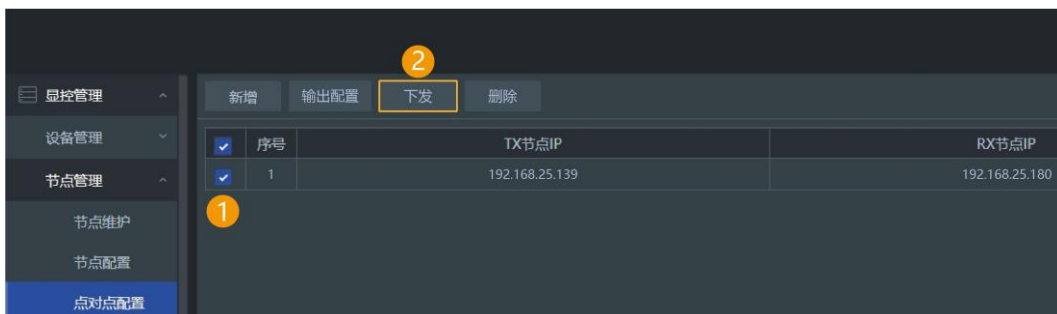 2
显控管理
新增 输出配置 下发 删除
设备管理
序号 TX节点IP RX节点IP
节点管理
1 192.168.25.139 192.168.25.180
1
节点维护
节点配置
点对点配置